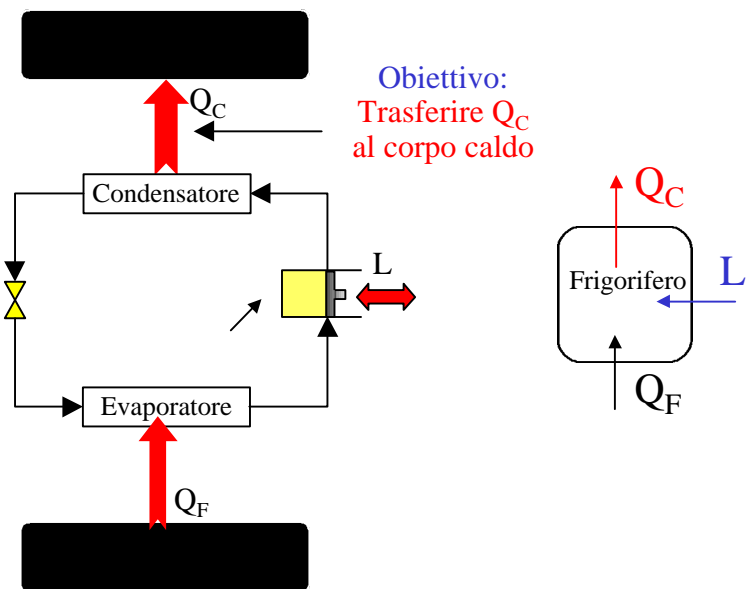 Q_C
Obiettivo:
Trasferire Q_C
al corpo caldo
Condensatore
L
Evaporatore
Q_F
Q_C
Frigorifero
L
Q_F